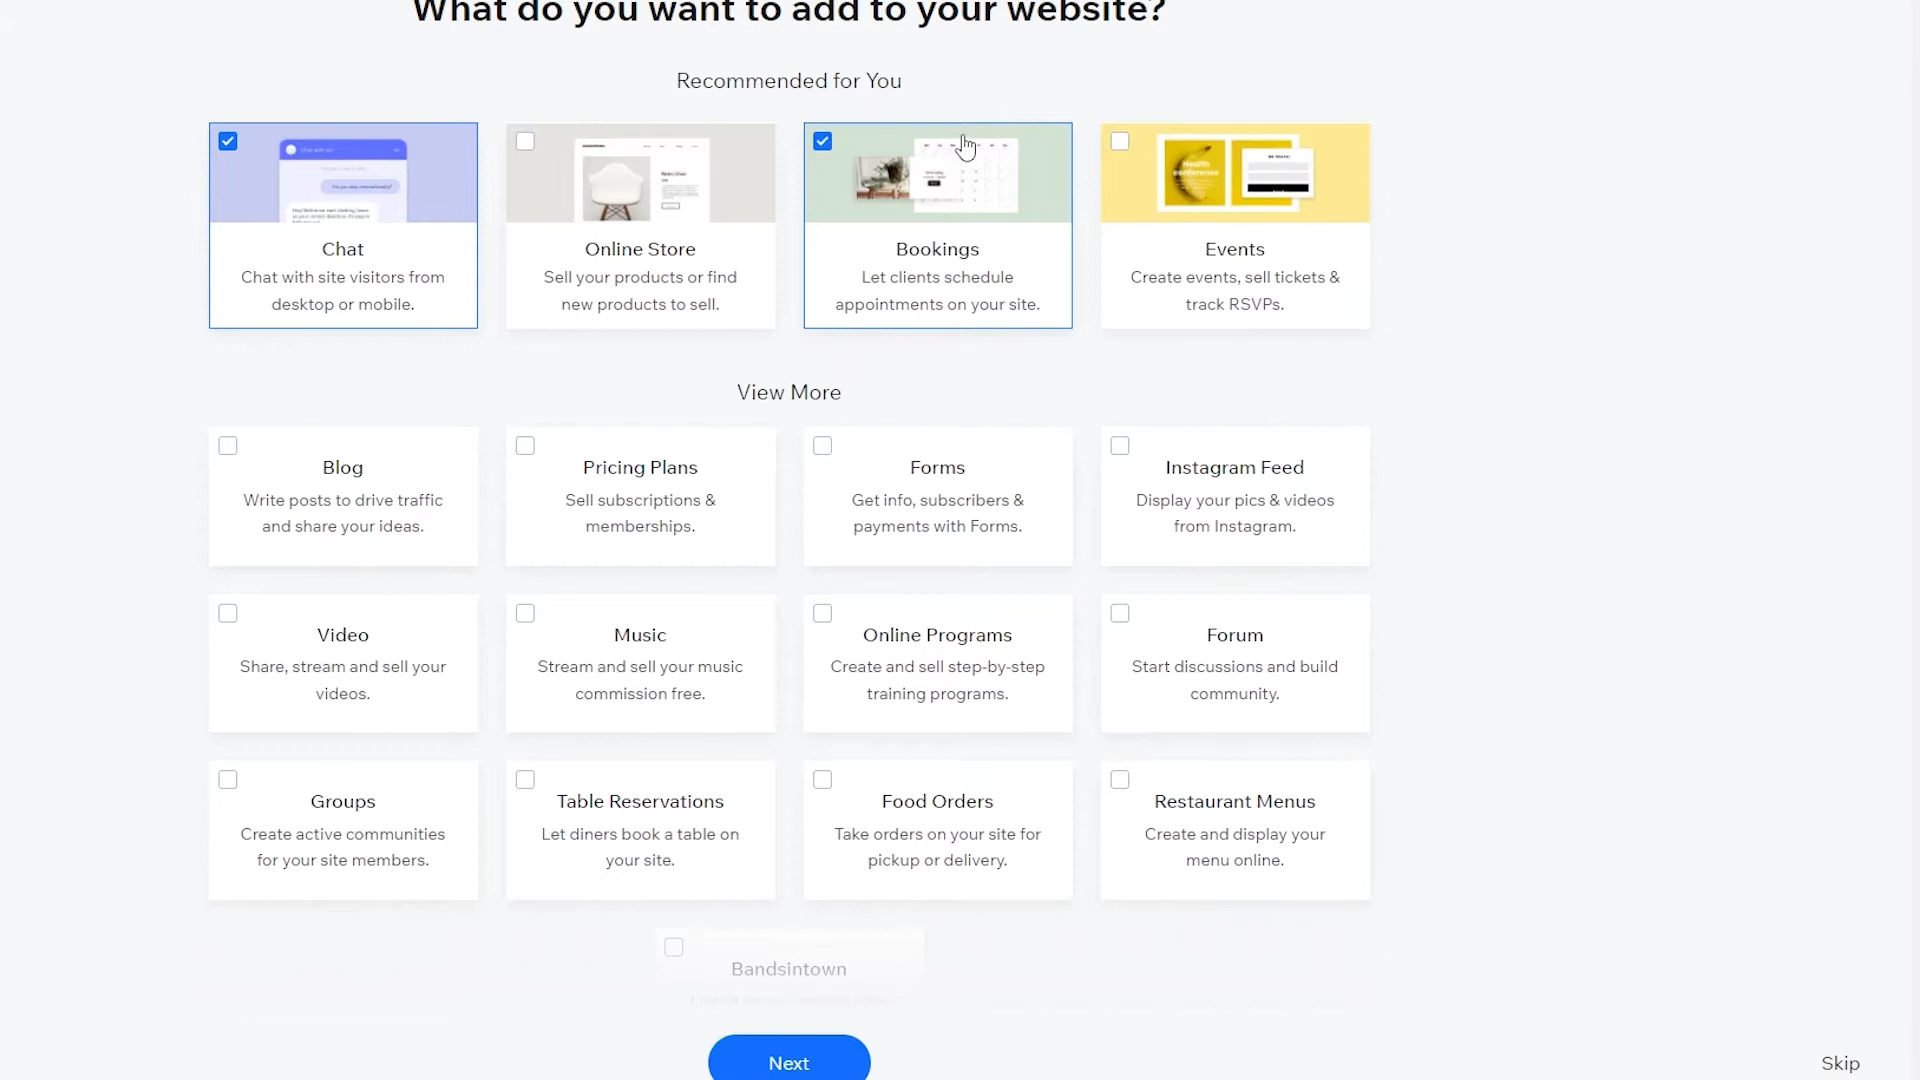 What do you want to add to your website?
Recommended for You
Health
conference
Chat
Chat with site visitors from
desktop or mobile.
Online Store
Sell your products or find
new products to sell.
Bookings
Let clients schedule
appointments on your site.
Events
Create events, sell tickets &
track RSVPs.
View More
Blog
Write posts to drive traffic
and share your ideas.
Pricing Plans
Sell subscriptions &
memberships.
Forms
Get info, subscribers &
payments with Forms.
Instagram Feed
Display your pics & videos
from Instagram.
Video
Share, stream and sell your
videos.
Music
Stream and sell your music
commission free.
Online Programs
Create and sell step-by-step
training programs.
Forum
Start discussions and build
community.
Groups
Create active communities
for your site members.
Table Reservations
Let diners book a table on
your site.
Food Orders
Take orders on your site for
pickup or delivery.
Restaurant Menus
Create and display your
menu online.
Bandsintown
Next
Skip